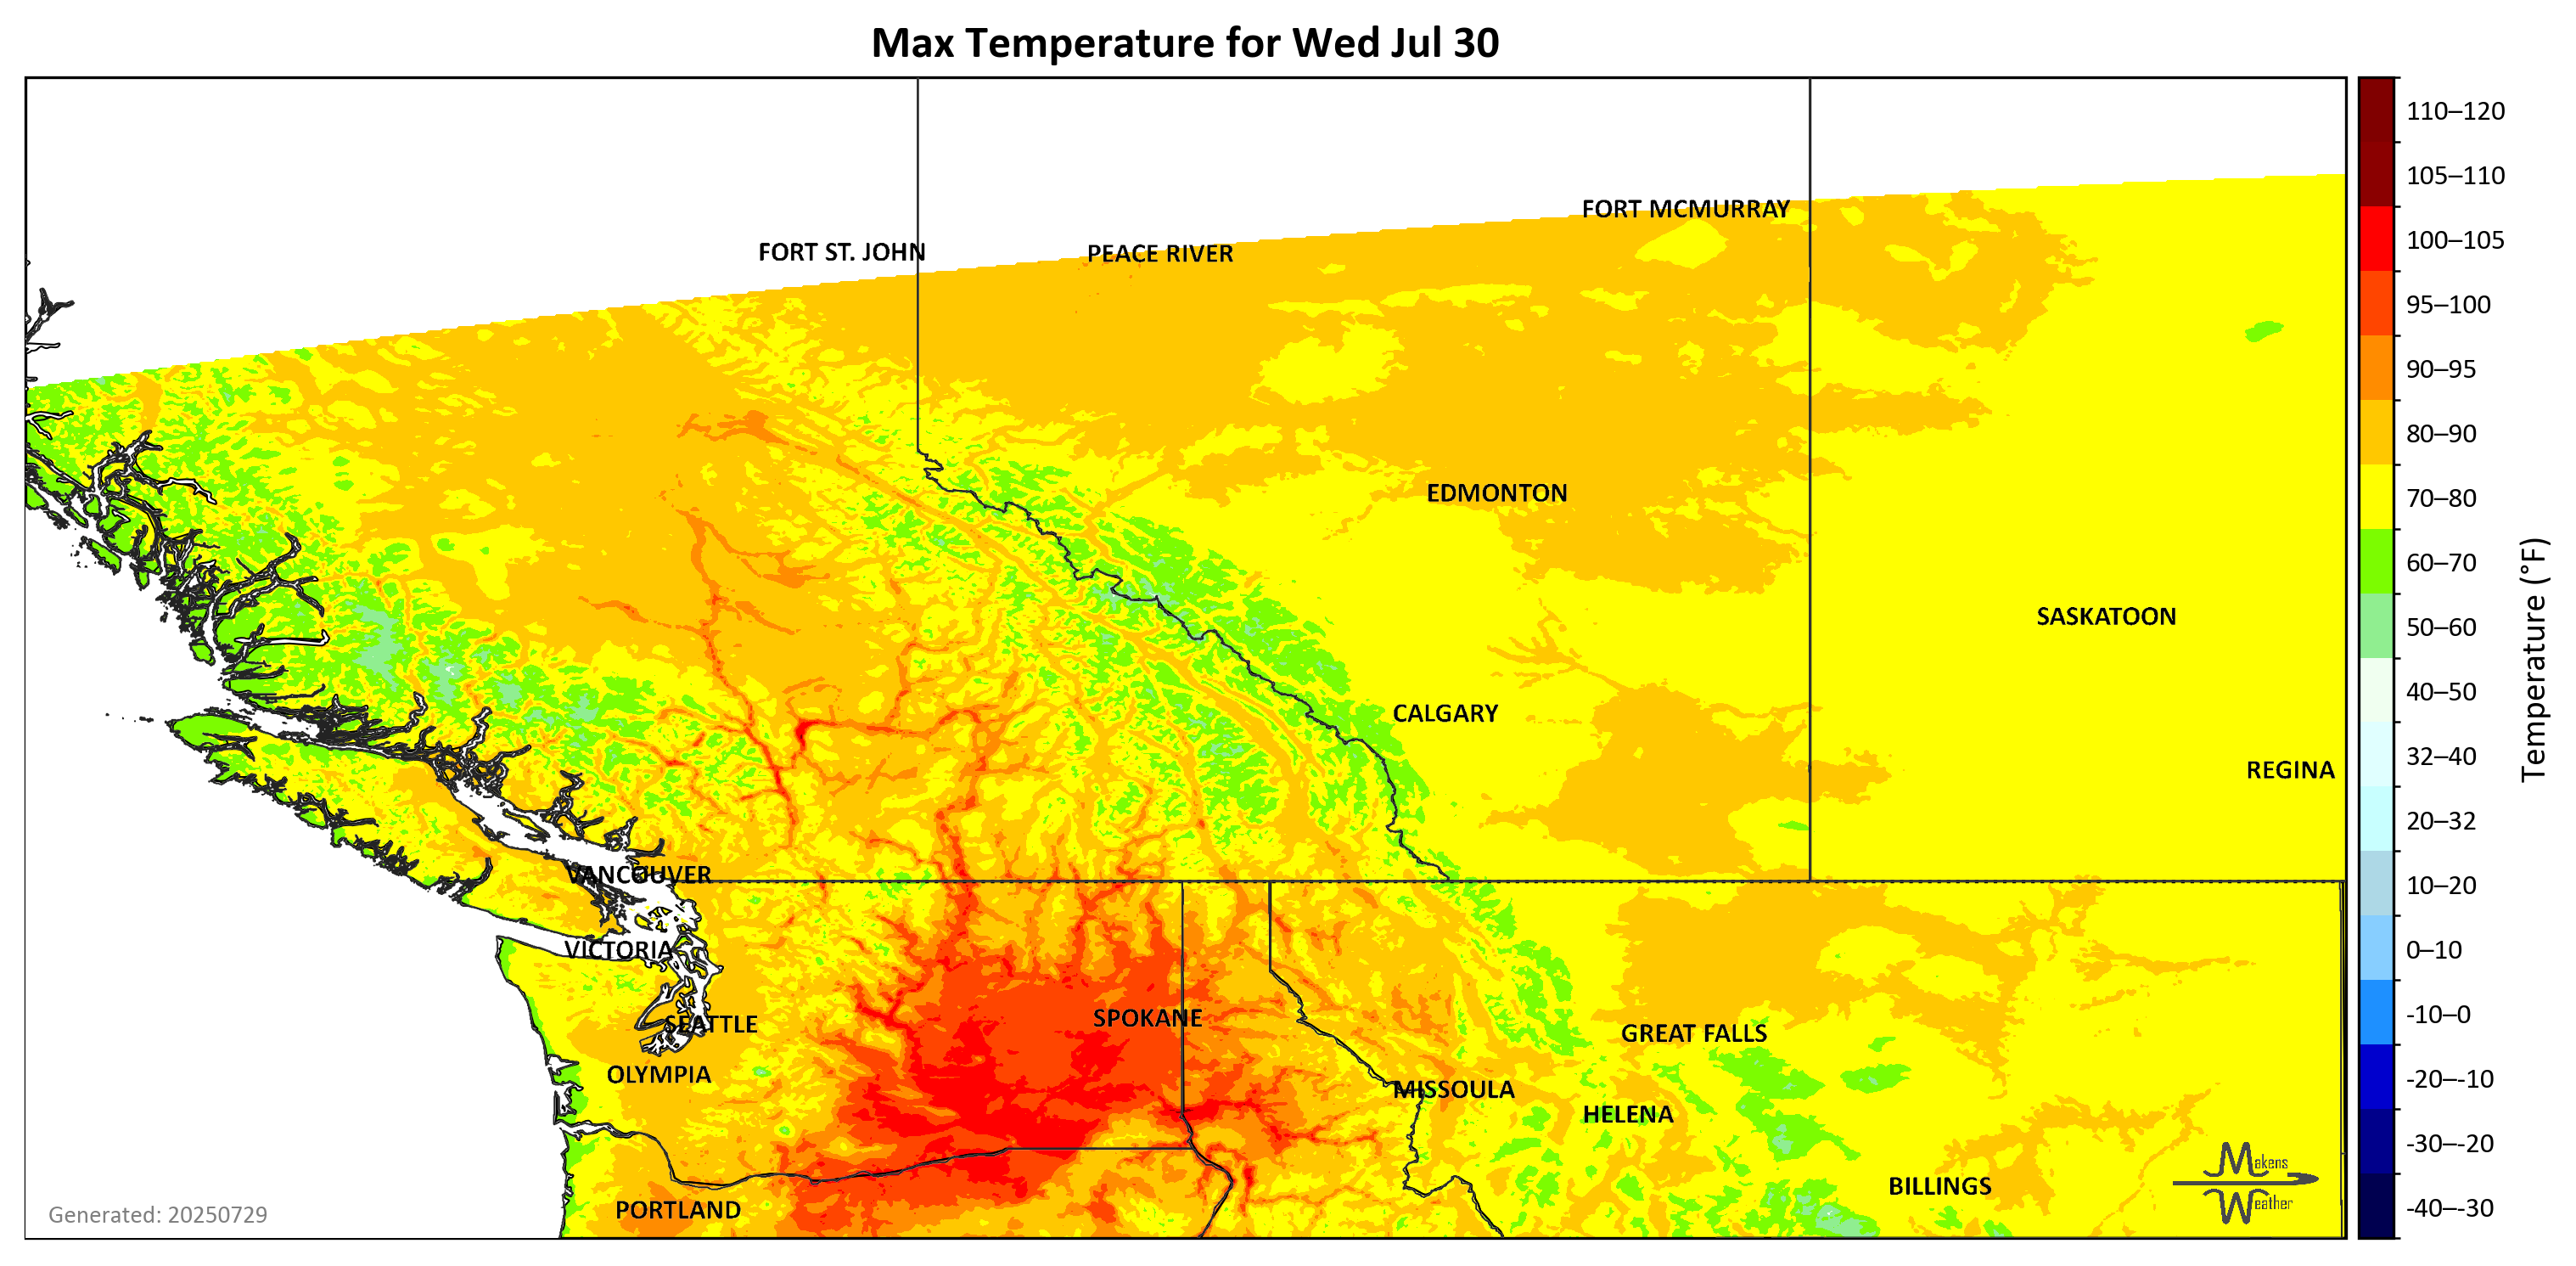 Max Temperature for Wed Jul 30
FORT MCMURRAY
FORT ST. JOHN
PEACE RIVER
EDMONTON
SASKATOON
CALGARY
REGINA
VANCOUVER
VICTORIA
SPOKANE
SEATTLE
GREAT FALLS
OLYMPIA
MISSOULA
HELENA
BILLINGS
PORTLAND
Makens
Weather
Generated: 20250729
110–120
105–110
100–105
95–100
90–95
80–90
70–80
60–70
50–60
40–50
32–40
20–32
10–20
0–10
-10–0
-20–-10
-30–-20
-40–-30
Temperature (°F)